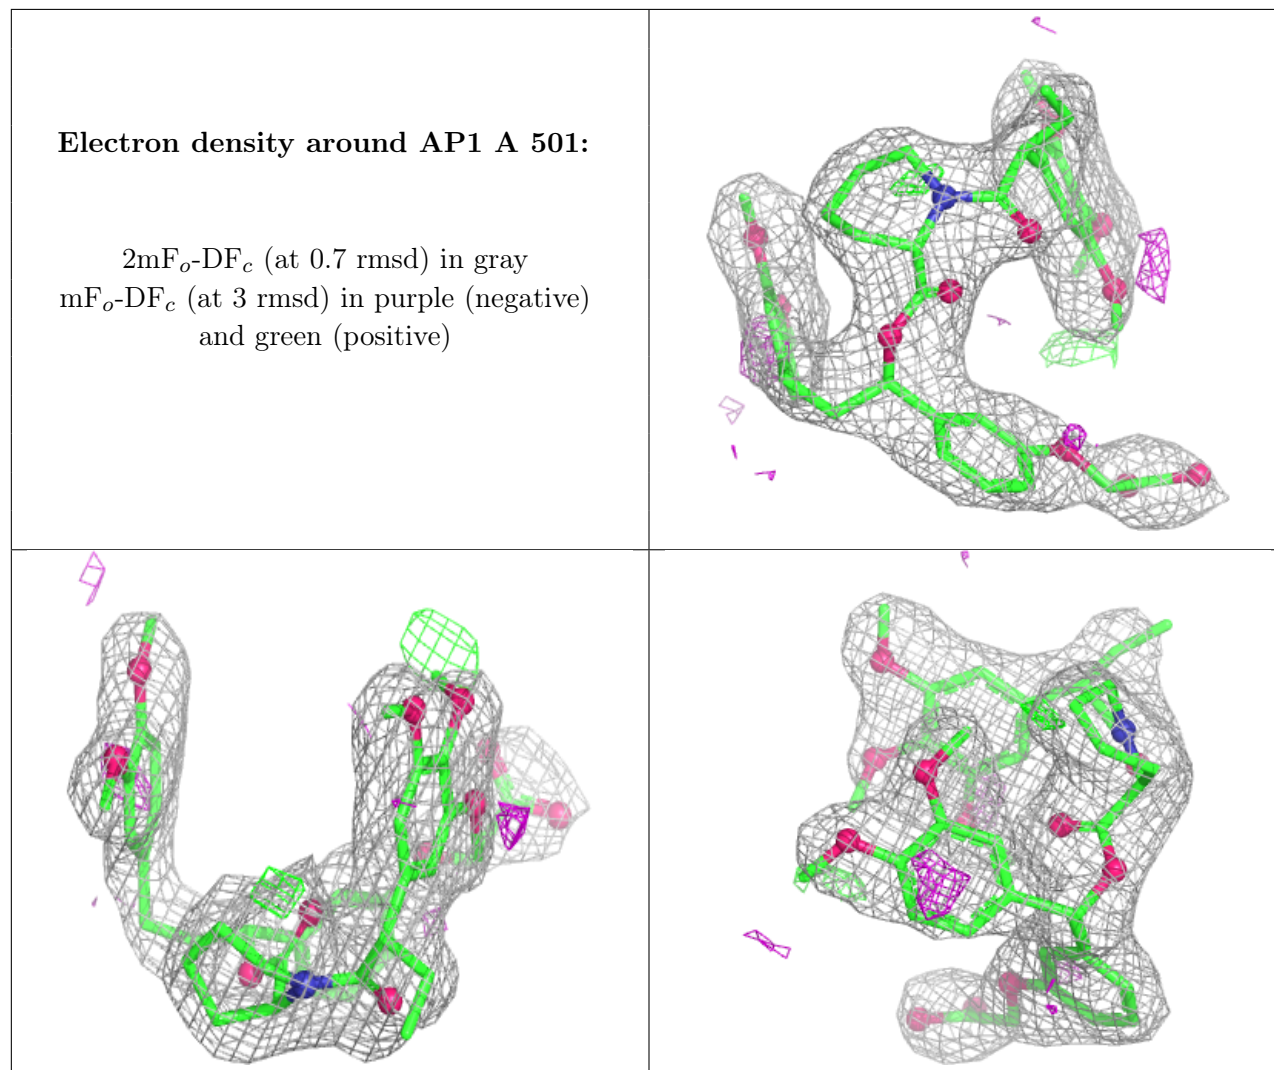 Electron density around AP1 A 501:
2mFo-DFc (at 0.7 rmsd) in gray
mFo-DFc (at 3 rmsd) in purple (negative)
and green (positive)